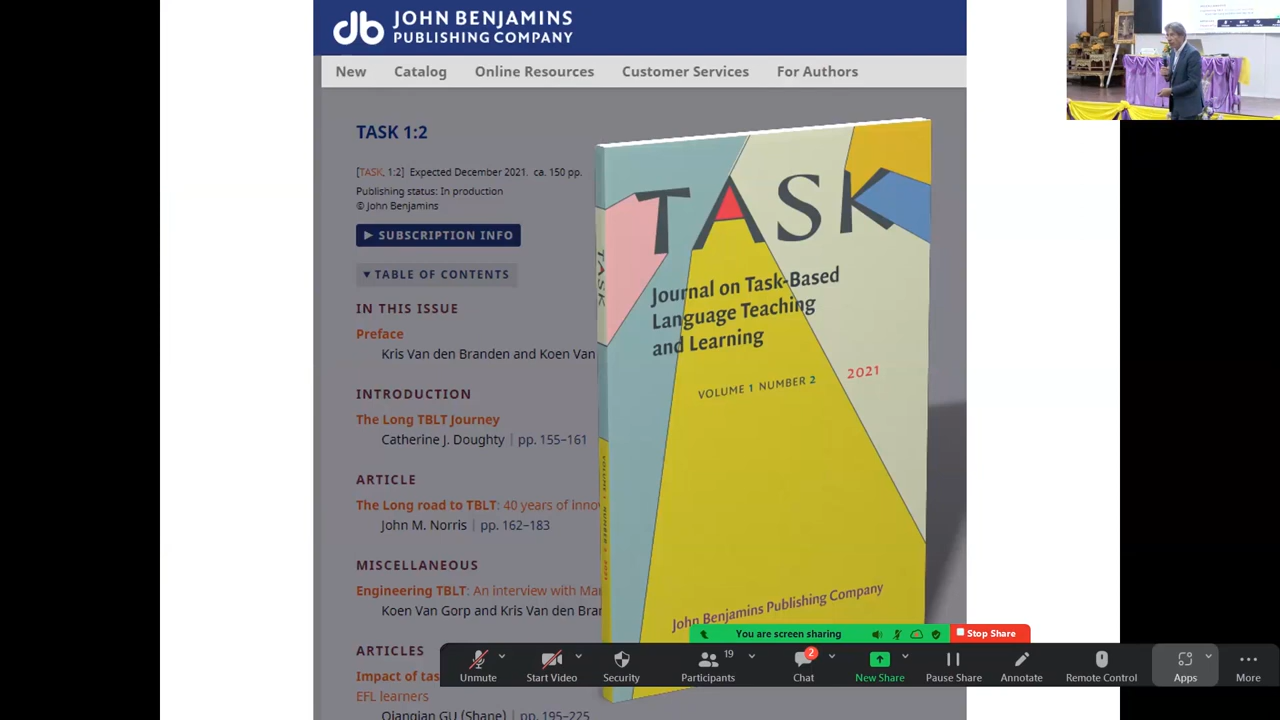 JOHN BENJAMINS
PUBLISHING COMPANY
New Catalog Online Resources Customer Services For Authors
TASK 1:2
[TASK, 1:2] Expected December 2021. ca. 150 pp.
Publishing status: In production
© John Benjamins
▶ SUBSCRIPTION INFO
▼ TABLE OF CONTENTS
IN THIS ISSUE
Preface
Kris Van den Branden and Koen Van
INTRODUCTION
The Long TBLT Journey
Catherine J. Doughty | pp. 155–161
ARTICLE
The Long road to TBLT: 40 years of inno
John M. Norris | pp. 162–183
MISCELLANEOUS
Engineering TBLT: An interview with Ma
Koen Van Gorp and Kris Van den Bra
ARTICLES
Impact of tas
EFL learners
Qianqian GU (Shane) | pp. 195–225
TASK
TASK
Journal on Task-Based
Language Teaching
and Learning
VOLUME 1 NUMBER 2
2021
VOLUME 1, NUMBER 2, 2021
John Benjamins Publishing Company
You are screen sharing
Stop Share
Unmute
Start Video
Security
Participants 19
Chat 2
New Share
Pause Share
Annotate
Remote Control
Apps
More